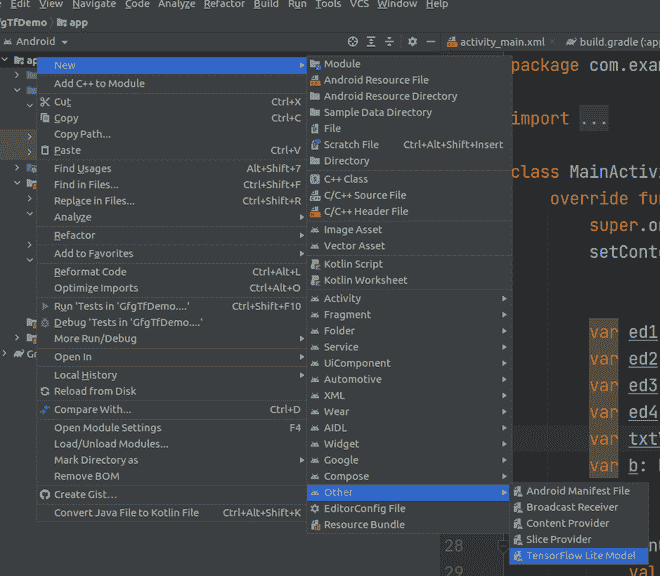 Edit View Navigate Code Analyze Refactor Build Run Tools VCS Window Help
fgTfDemo app
Android
activity_main.xml
build.gradle (:app
New
Add C++ to Module
Cut Ctrl+X
Copy Ctrl+C
Copy Path...
Paste Ctrl+V
Find Usages Alt+Shift+7
Find in Files... Ctrl+Shift+F
Replace in Files... Ctrl+Shift+R
Analyze
Refactor
Add to Favorites
Reformat Code Ctrl+Alt+L
Optimize Imports Ctrl+Alt+O
Run 'Tests in 'GfgTfDemo....'' Ctrl+Shift+F10
Debug 'Tests in 'GfgTfDemo....''
More Run/Debug
Open In
Local History
Reload from Disk
Compare With... Ctrl+D
Open Module Settings F4
Load/Unload Modules...
Mark Directory as
Remove BOM
Create Gist...
Convert Java File to Kotlin File Ctrl+Alt+Shift+K
Module
Android Resource File
Android Resource Directory
Sample Data Directory
File
Scratch File Ctrl+Alt+Shift+Insert
Directory
C++ Class
C/C++ Source File
C/C++ Header File
Image Asset
Vector Asset
Kotlin Script
Kotlin Worksheet
Activity
Fragment
Folder
Service
UiComponent
Automotive
XML
Wear
AIDL
Widget
Google
Compose
Other
EditorConfig File
Resource Bundle
Android Manifest File
Broadcast Receiver
Content Provider
Slice Provider
TensorFlow Lite Model
package com.exa
import ...
class MainActiv
override fu
super.o
setConte
var ed1
var ed2
var ed3
var ed4
var txt
var b:
28
29 val